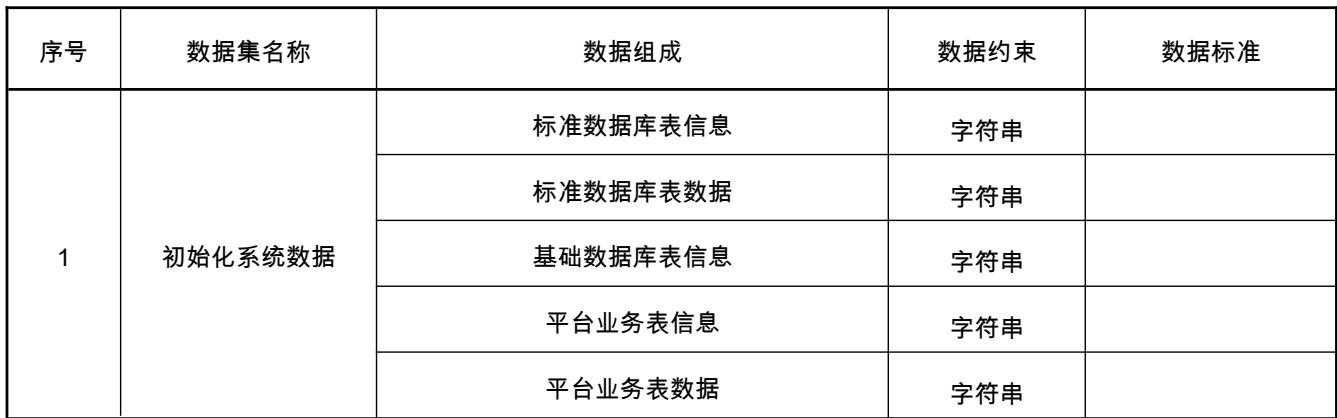 序号 数据集名称 数据组成 数据约束 数据标准
标准数据库表信息 字符串
标准数据库表数据 字符串
1 初始化系统数据 基础数据库表信息 字符串
平台业务表信息 字符串
平台业务表数据 字符串